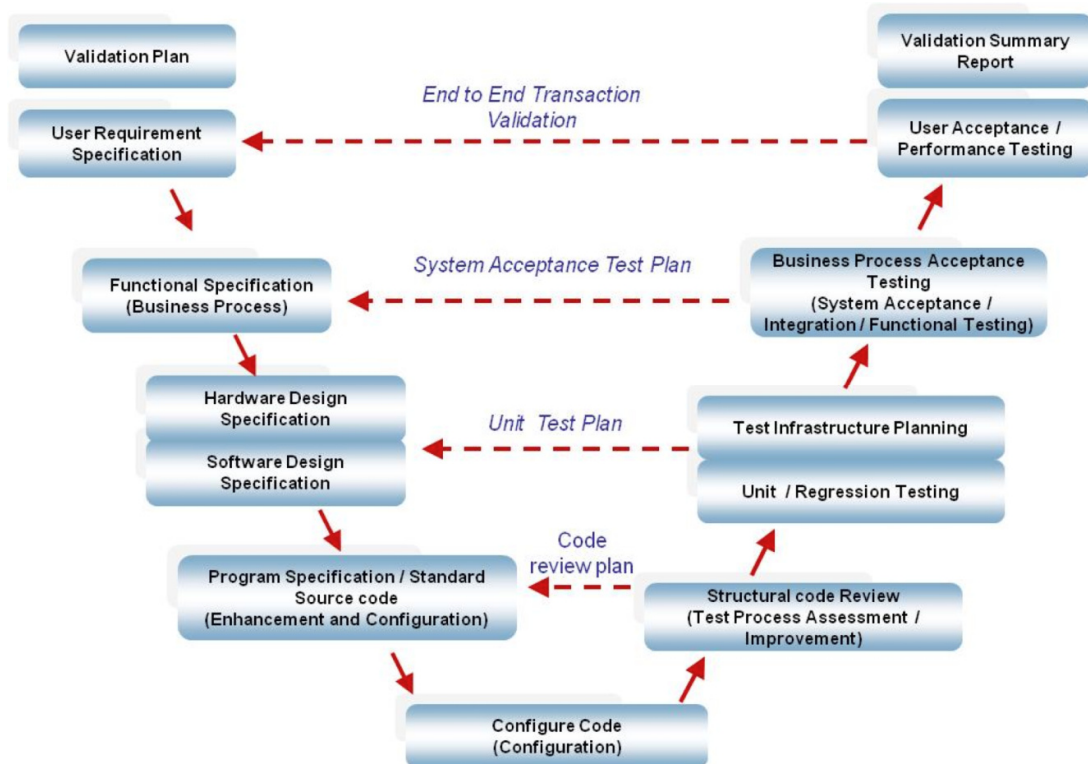 Validation Plan
Validation Summary
Report
End to End Transaction
Validation
User Requirement
Specification
User Acceptance /
Performance Testing
Functional Specification
(Business Process)
System Acceptance Test Plan
Business Process Acceptance
Testing
(System Acceptance /
Integration / Functional Testing)
Hardware Design
Specification
Software Design
Specification
Unit Test Plan
Test Infrastructure Planning
Unit / Regression Testing
Program Specification / Standard
Source code
(Enhancement and Configuration)
Code
review plan
Structural code Review
(Test Process Assessment /
Improvement)
Configure Code
(Configuration)